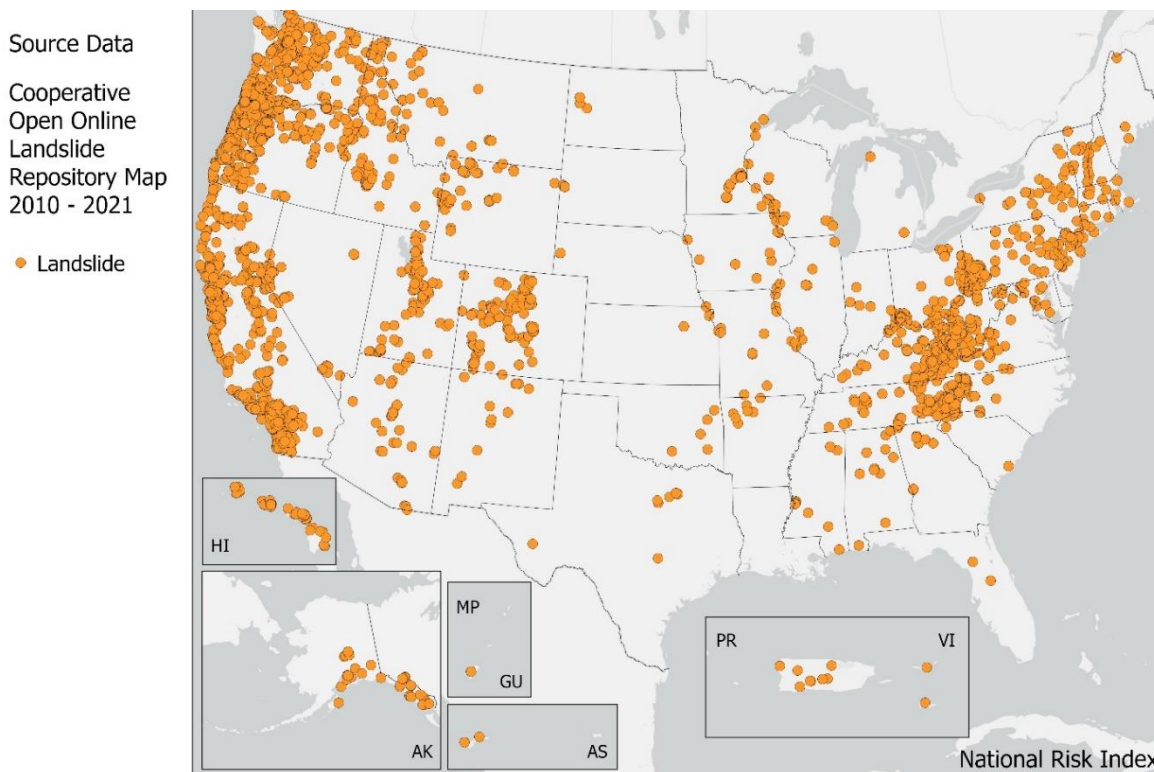 Source Data
Cooperative
Open Online
Landslide
Repository Map
2010 - 2021
Landslide
HI
AK
MP
GU
AS
PR
VI
National Risk Index